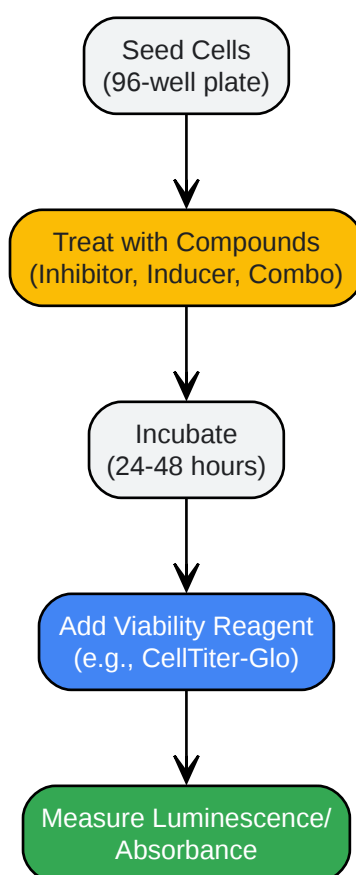 Seed Cells
(96-well plate)
Treat with Compounds
(Inhibitor, Inducer, Combo)
Incubate
(24-48 hours)
Add Viability Reagent
(e.g., CellTiter-Glo)
Measure Luminescence/
Absorbance